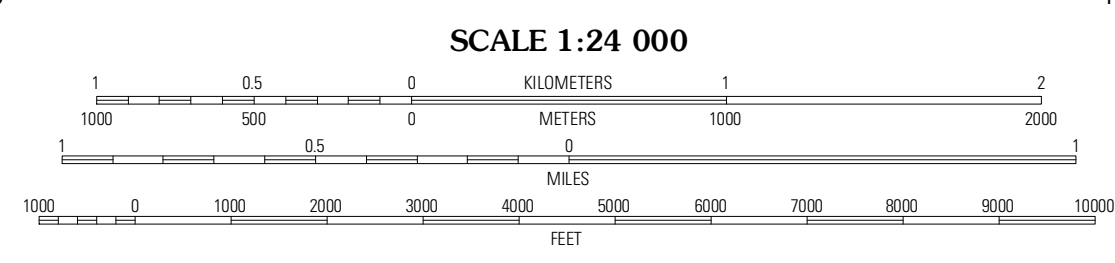 SCALE 1:24 000
1 0.5 0 KILOMETERS 1 2
1000 500 0 METERS 1000 2000
1 0.5 0 1
MILES
1000 0 1000 2000 3000 4000 5000 6000 7000 8000 9000 10000
FEET